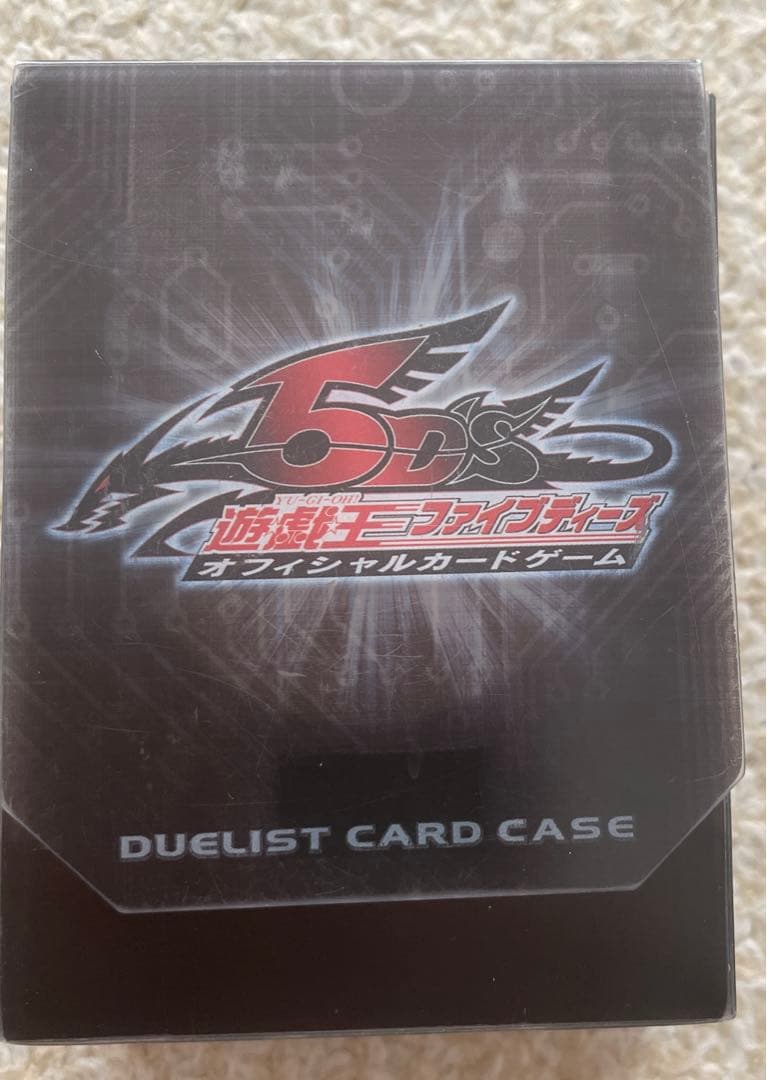 5D'S
YU-GI-OH!
遊戯王ファイブディーズ
オフィシャルカードゲーム
DUELIST CARD CASE